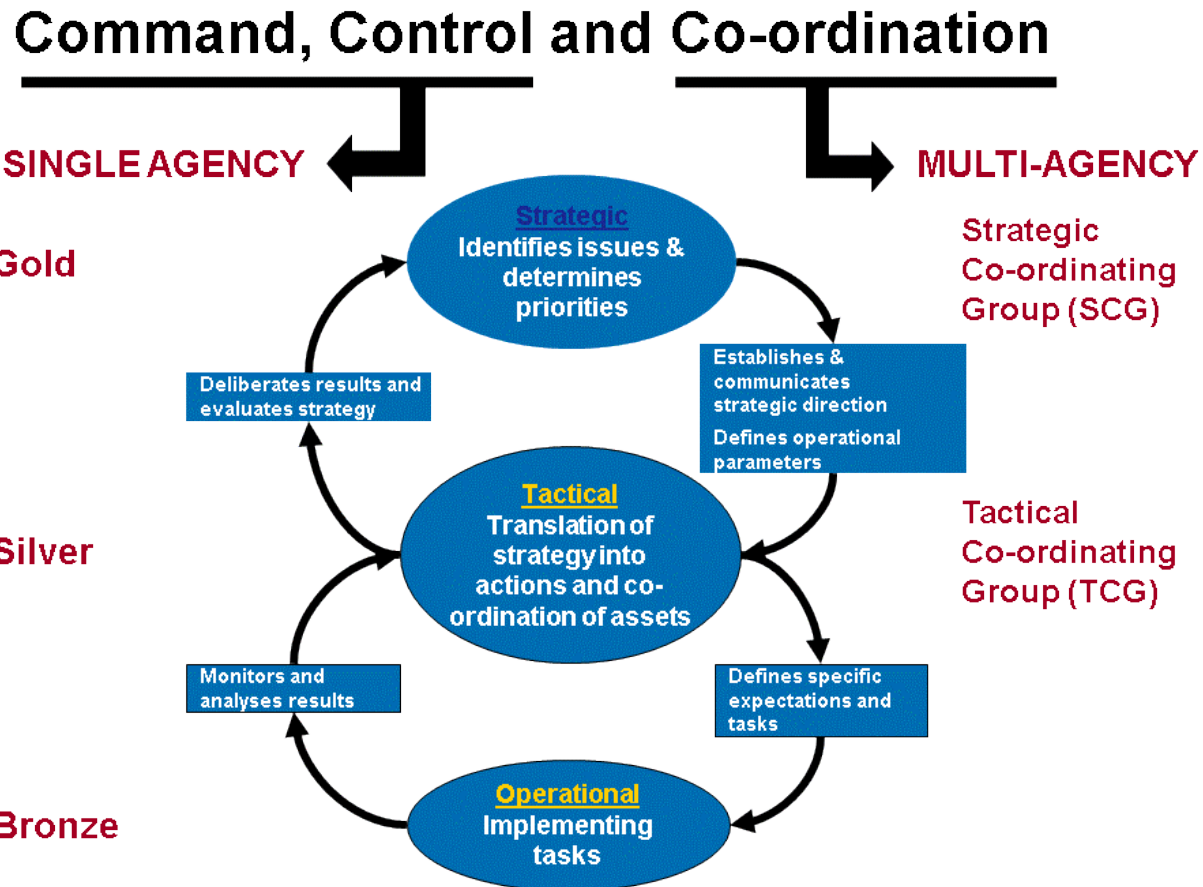 Command, Control and Co-ordination
SINGLE AGENCY
MULTI-AGENCY
Gold
Strategic
Identifies issues &
determines
priorities
Strategic
Co-ordinating
Group (SCG)
Deliberates results and
evaluates strategy
Establishes &
communicates
strategic direction
Defines operational
parameters
Silver
Tactical
Translation of
strategy into
actions and co-
ordination of assets
Tactical
Co-ordinating
Group (TCG)
Monitors and
analyses results
Defines specific
expectations and
tasks
Bronze
Operational
Implementing
tasks